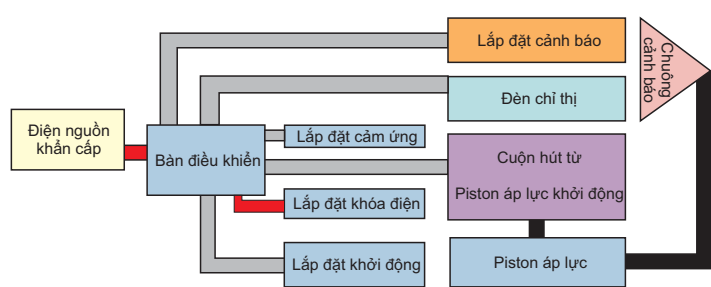 Lắp đặt cảnh báo
Chuông
cảnh báo
Đèn chỉ thị
Điện nguồn
khẩn cấp
Bàn điều khiển
Lắp đặt cảm ứng
Cuộn hút từ
Piston áp lực khởi động
Lắp đặt khóa điện
Lắp đặt khởi động
Piston áp lực